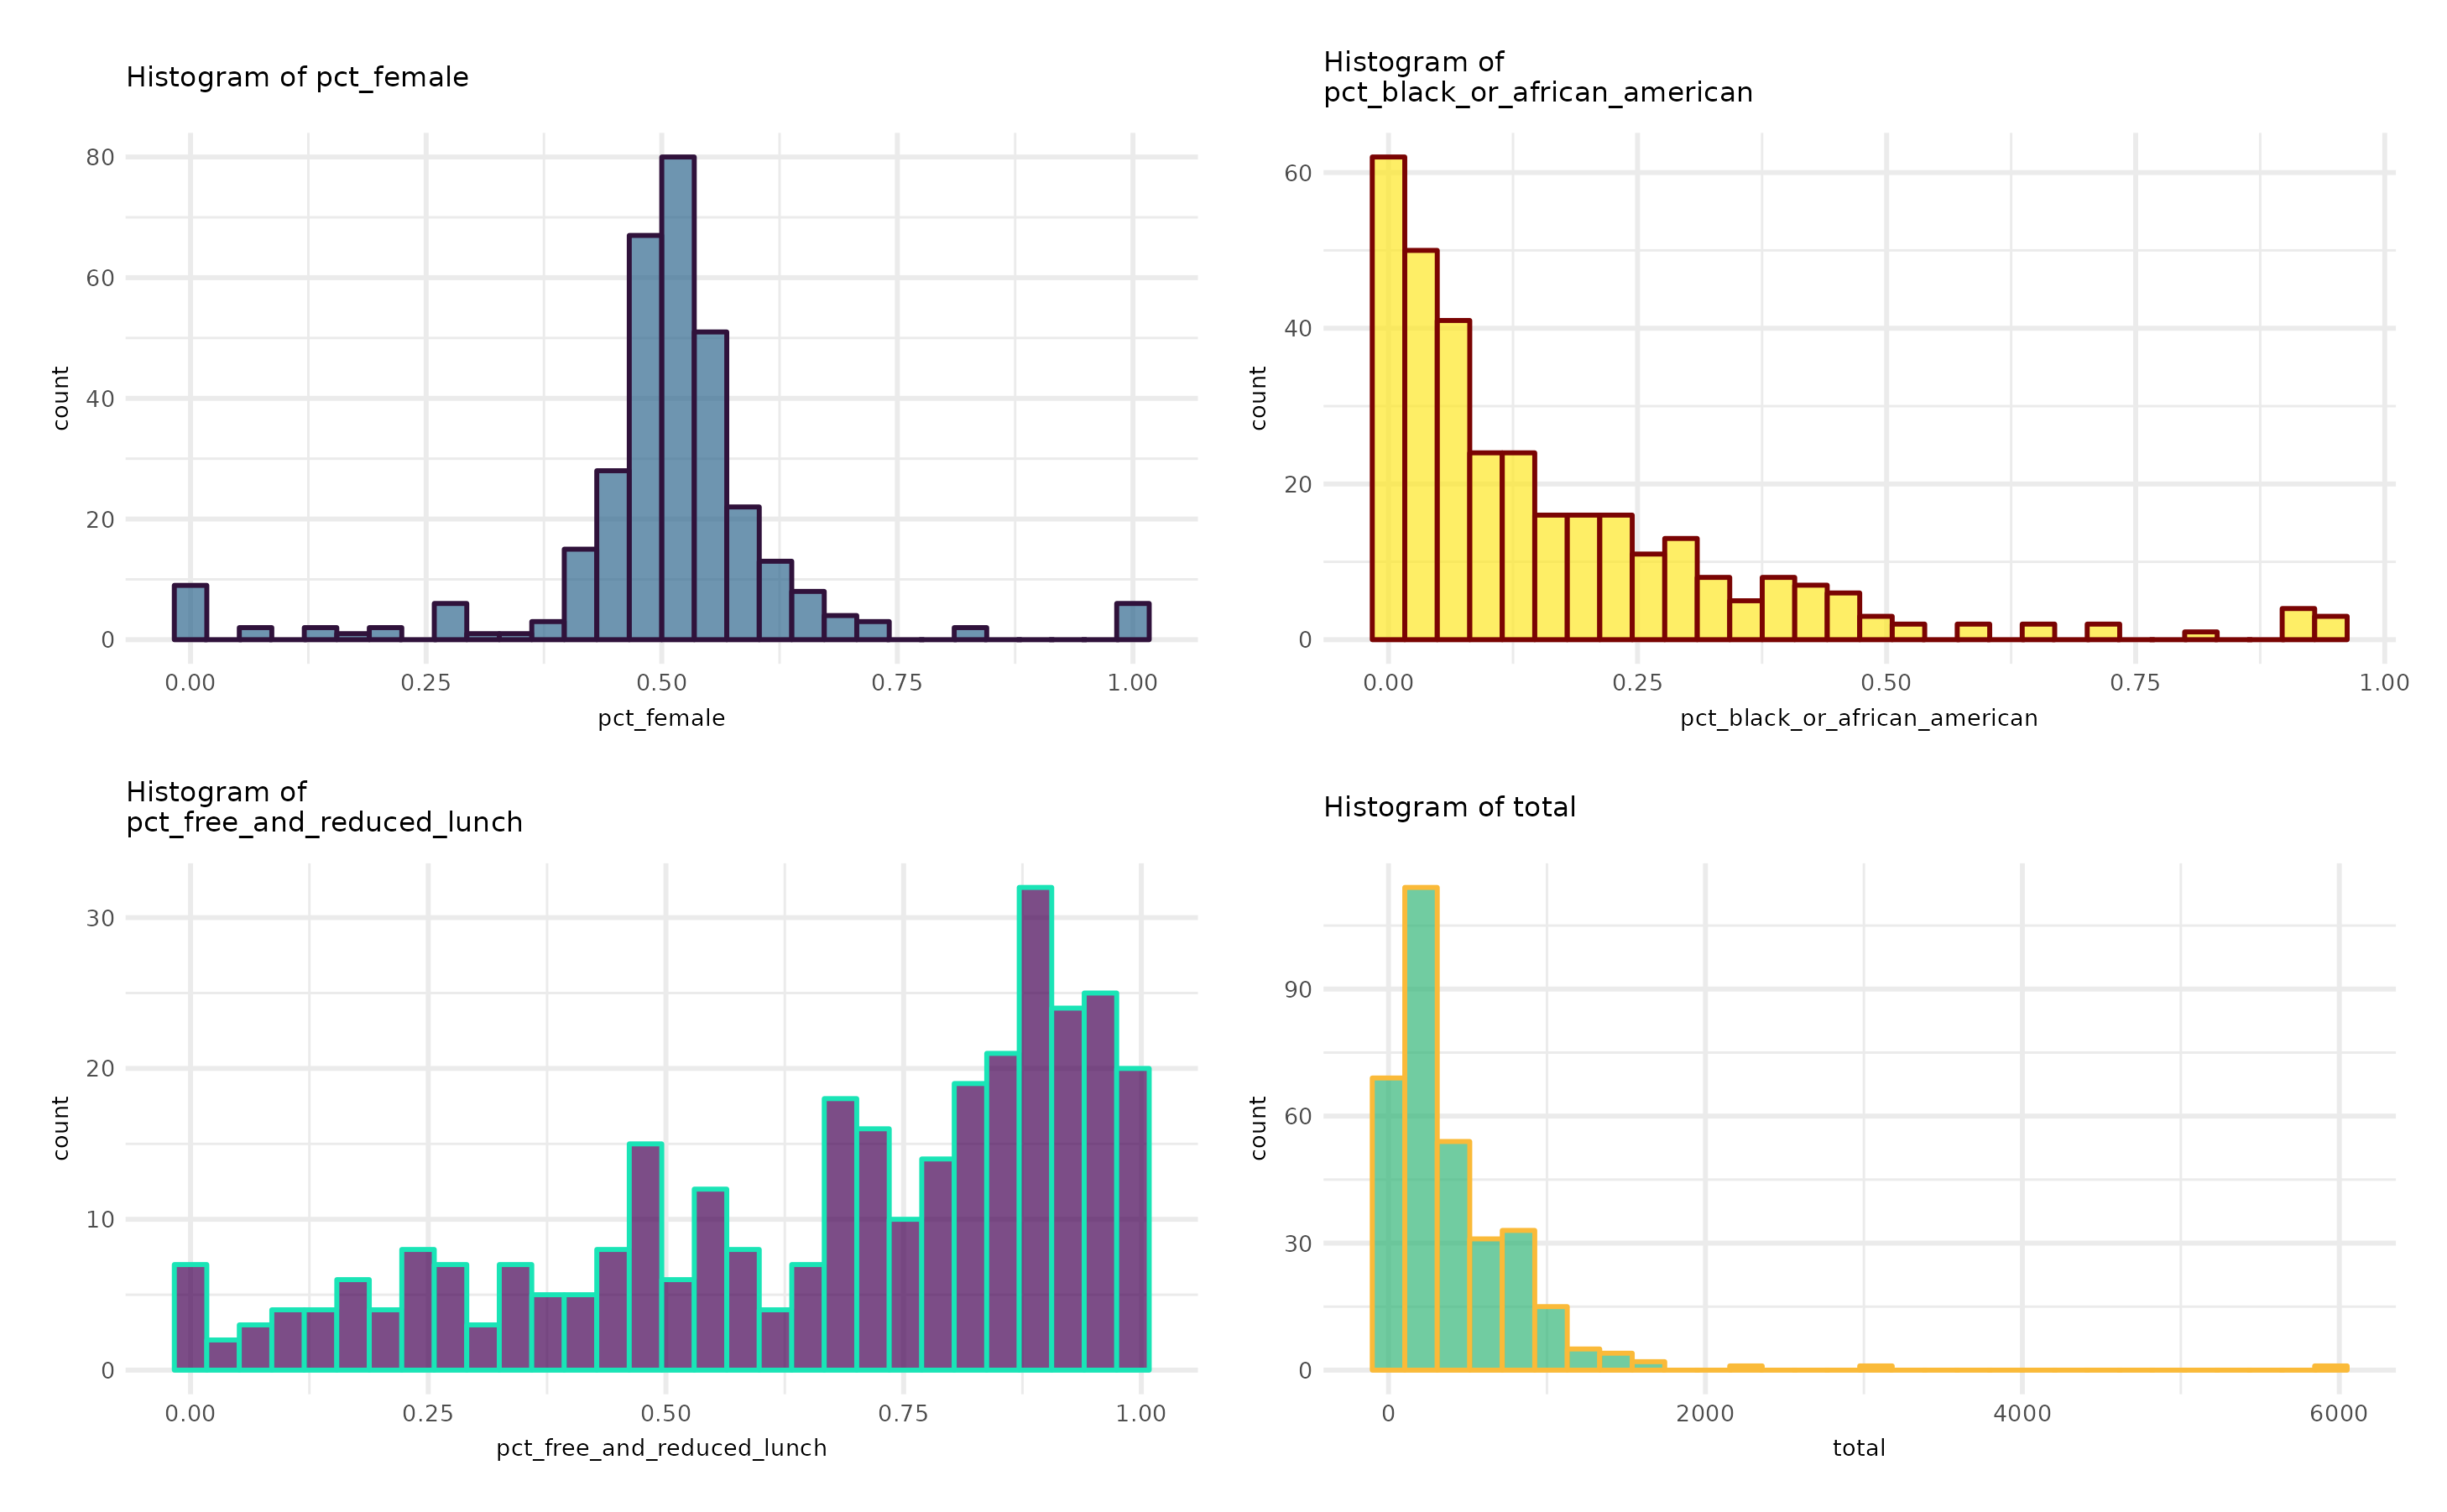 Histogram of pct_female
80
60
40
20
0
count
0.00 0.25 0.50 0.75 1.00
pct_female
Histogram of
pct_black_or_african_american
60
40
20
0
count
0.00 0.25 0.50 0.75 1.00
pct_black_or_african_american
Histogram of
pct_free_and_reduced_lunch
30
20
10
0
count
0.00 0.25 0.50 0.75 1.00
pct_free_and_reduced_lunch
Histogram of total
90
60
30
0
count
0 2000 4000 6000
total